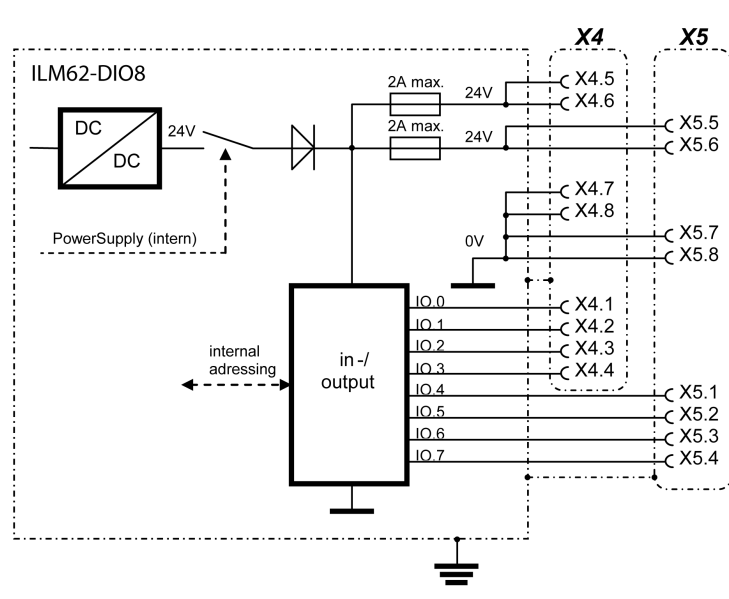 X4
X5
ILM62-DIO8
2A max.
24V
X4.5
X4.6
DC
DC
24V
2A max.
24V
X5.5
X5.6
X4.7
X4.8
PowerSupply (intern)
0V
X5.7
X5.8
IO.0
X4.1
IO.1
X4.2
internal
adressing
in-/
output
IO.2
X4.3
IO.3
X4.4
IO.4
X5.1
IO.5
X5.2
IO.6
X5.3
IO.7
X5.4